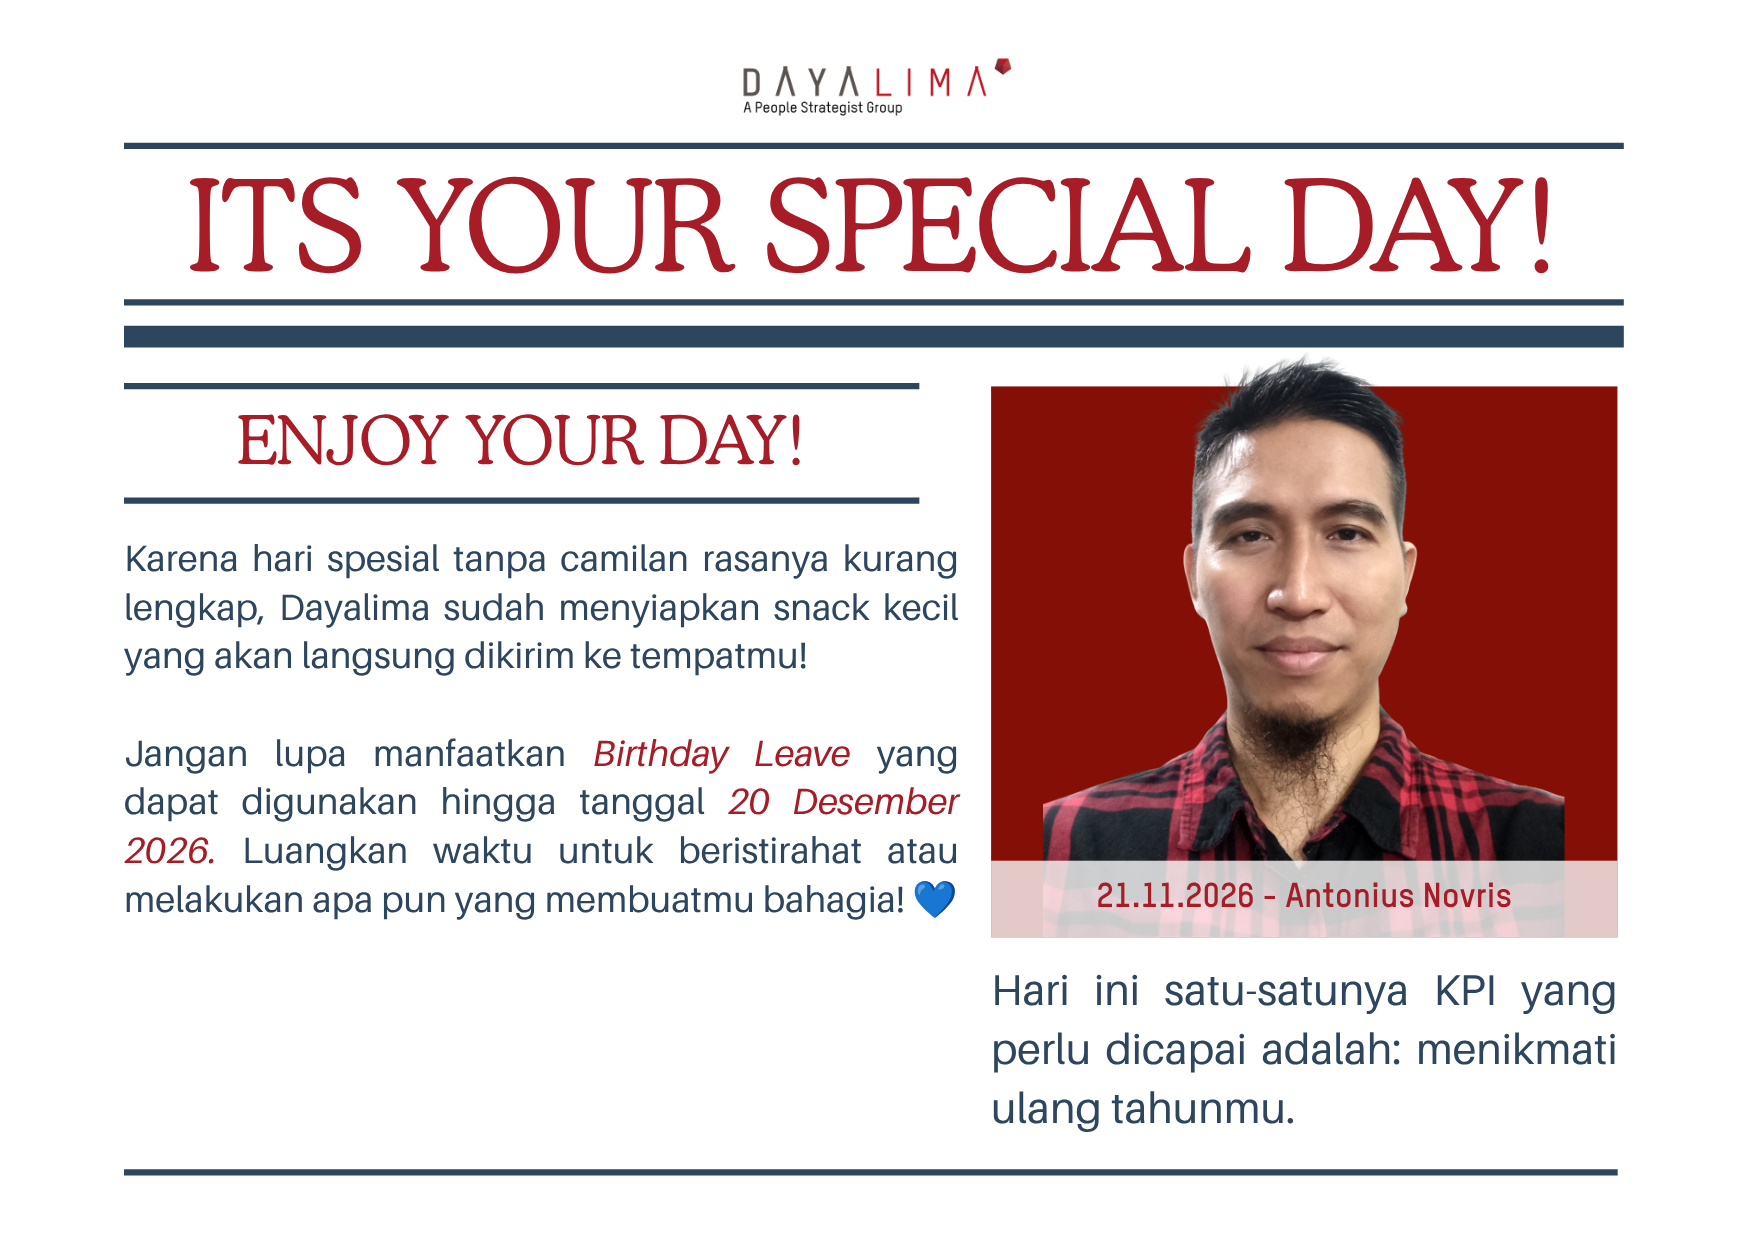 DAYALIMA
A People Strategist Group
ITS YOUR SPECIAL DAY!
ENJOY YOUR DAY!
Karena hari spesial tanpa camilan rasanya kurang
lengkap, Dayalima sudah menyiapkan snack kecil
yang akan langsung dikirim ke tempatmu!
Jangan lupa manfaatkan Birthday Leave yang
dapat digunakan hingga tanggal 20 Desember
2026. Luangkan waktu untuk beristirahat atau
melakukan apa pun yang membuatmu bahagia! 💙
21.11.2026 - Antonius Novris
Hari ini satu-satunya KPI yang
perlu dicapai adalah: menikmati
ulang tahunmu.